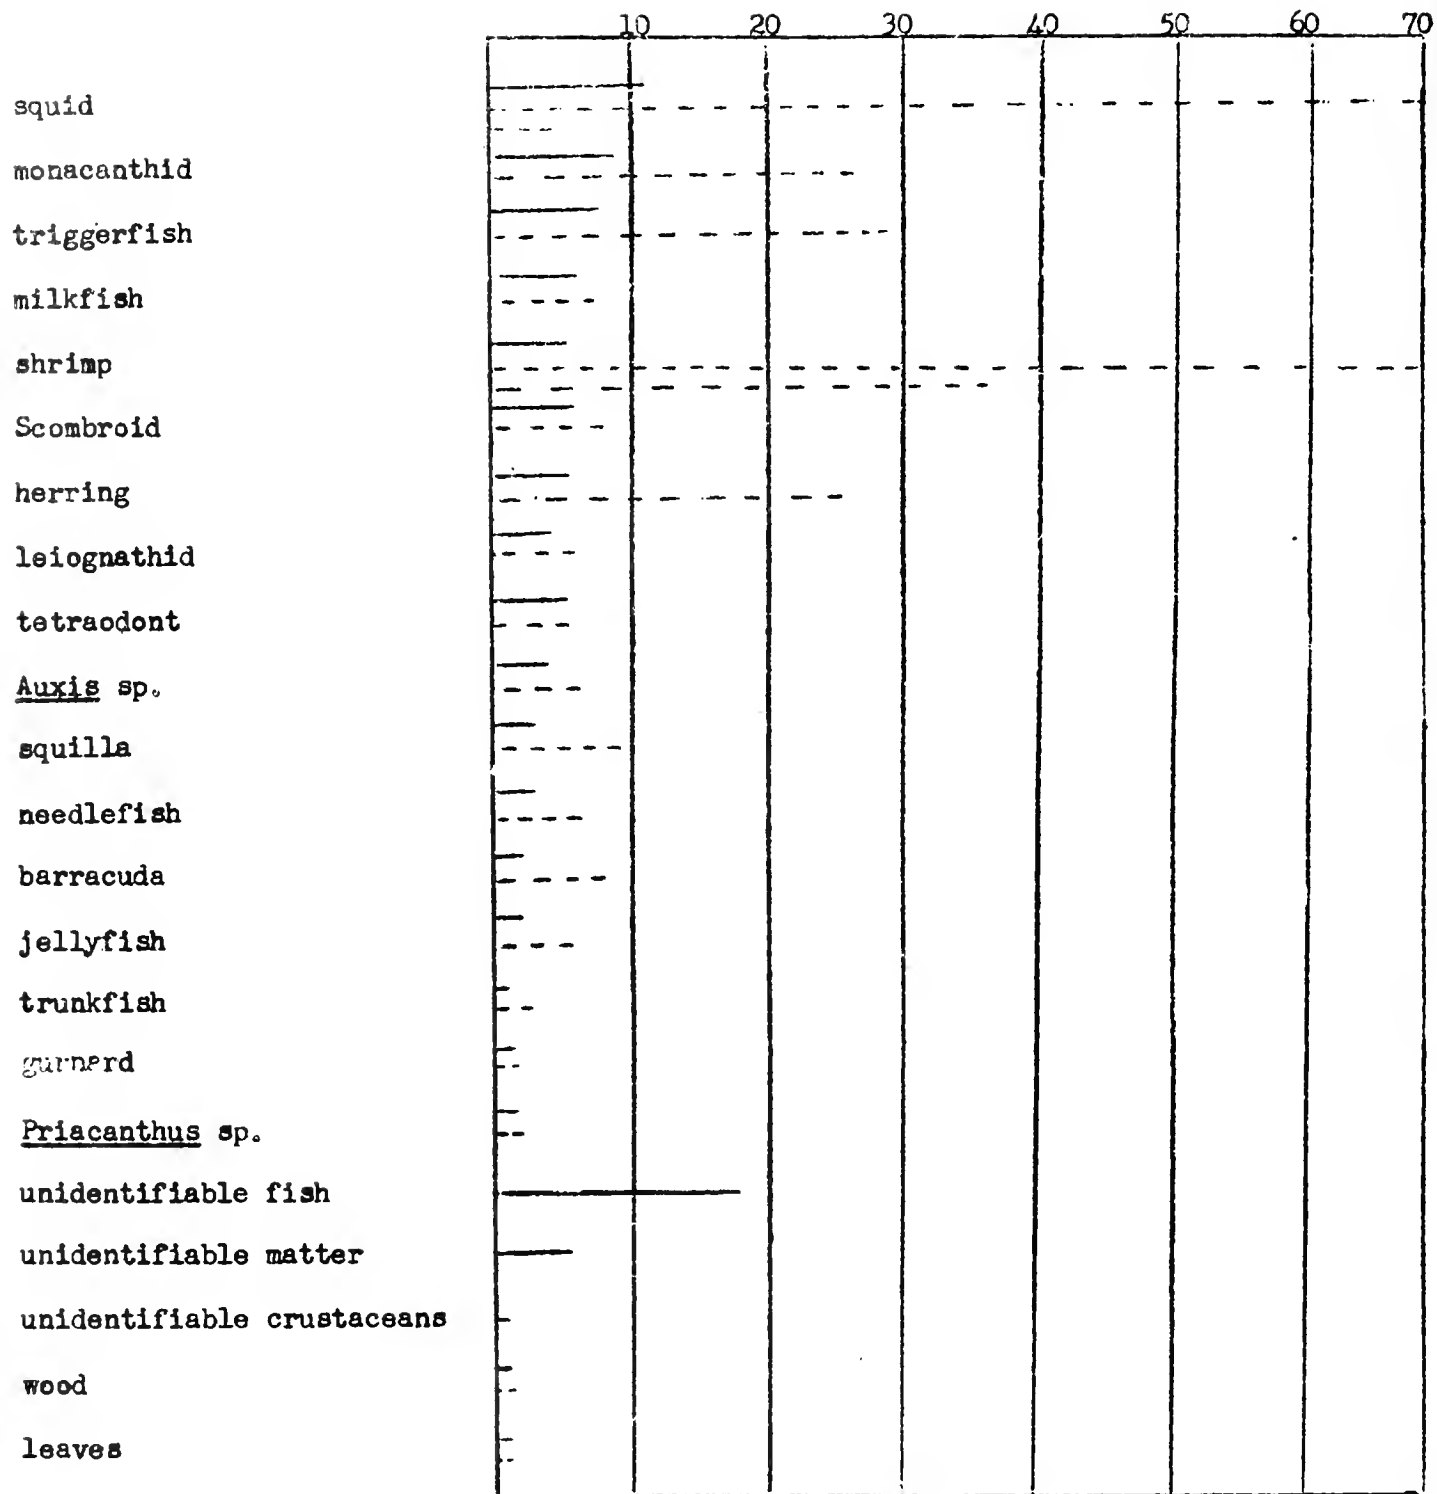 10 20 30 40 50 60 70
squid
monacanthid
triggerfish
milkfish
shrimp
Scombroid
herring
leiognathid
tetraodont
Auxis sp.
squilla
needlefish
barracuda
jellyfish
trunkfish
gurnard
Priacanthus sp.
unidentifiable fish
unidentifiable matter
unidentifiable crustaceans
wood
leaves